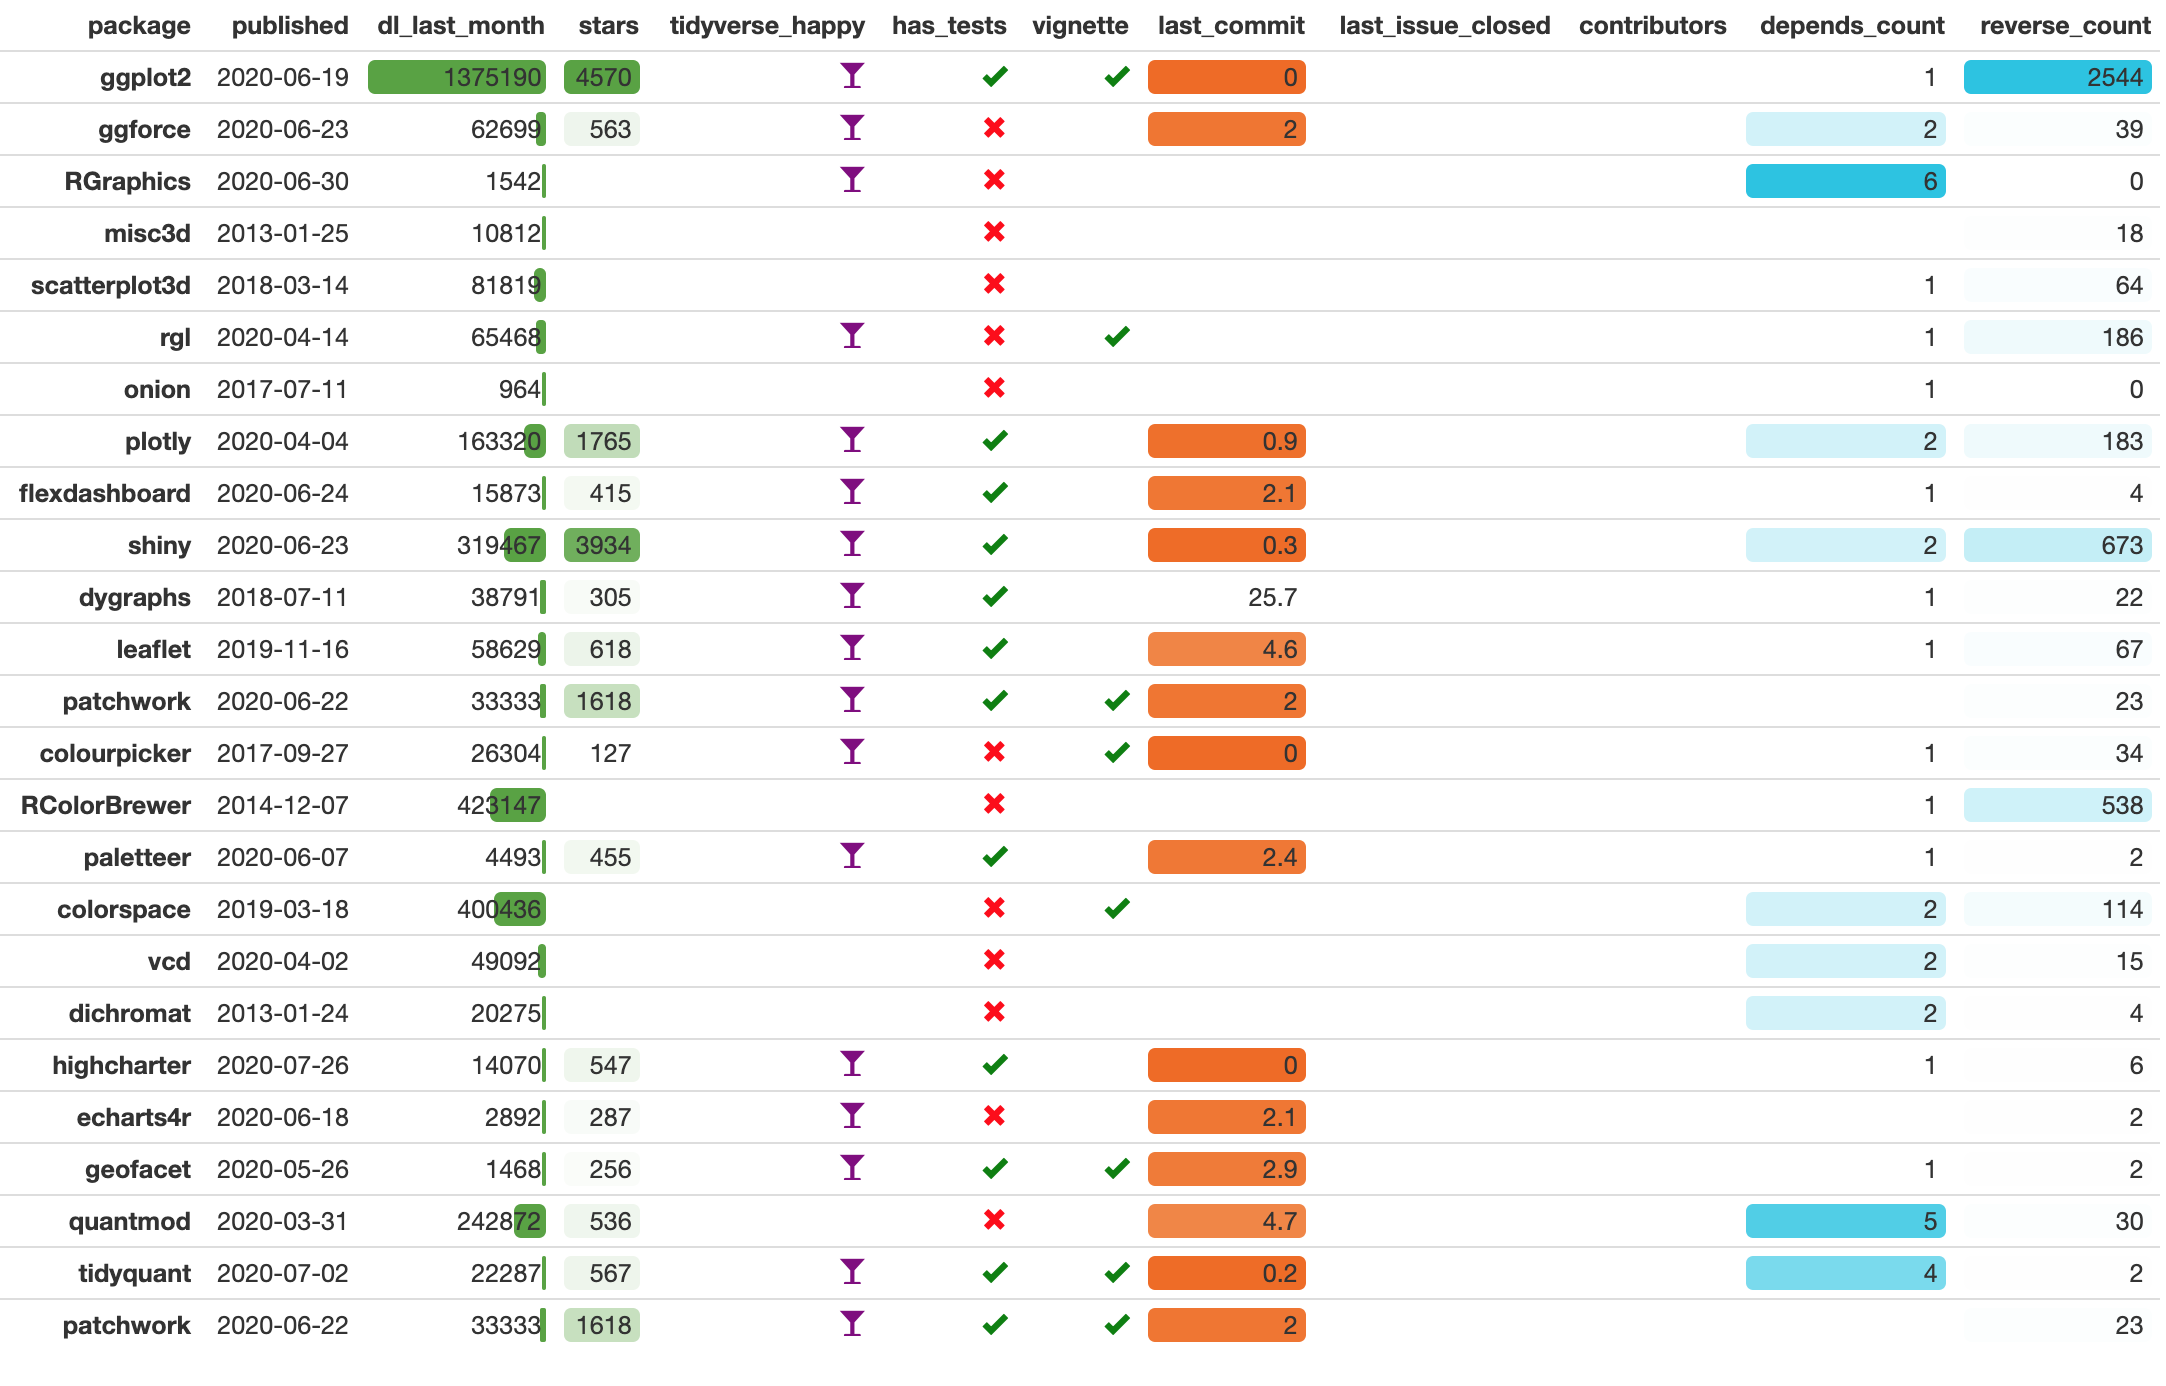 package published dl_last_month stars tidyverse_happy has_tests vignette last_commit last_issue_closed contributors depends_count reverse_count
ggplot2 2020-06-19 1375190 4570 0 1 2544
ggforce 2020-06-23 62699 563 2 2 39
RGraphics 2020-06-30 1542 6 0
misc3d 2013-01-25 10812 18
scatterplot3d 2018-03-14 81819 1 64
rgl 2020-04-14 65468 1 186
onion 2017-07-11 964 1 0
plotly 2020-04-04 163320 1765 0.9 2 183
flexdashboard 2020-06-24 15873 415 2.1 1 4
shiny 2020-06-23 319467 3934 0.3 2 673
dygraphs 2018-07-11 38791 305 25.7 1 22
leaflet 2019-11-16 58629 618 4.6 1 67
patchwork 2020-06-22 33333 1618 2 23
colourpicker 2017-09-27 26304 127 0 1 34
RColorBrewer 2014-12-07 423147 1 538
paletteer 2020-06-07 4493 455 2.4 1 2
colorspace 2019-03-18 400436 2 114
vcd 2020-04-02 49092 2 15
dichromat 2013-01-24 20275 2 4
highcharter 2020-07-26 14070 547 0 1 6
echarts4r 2020-06-18 2892 287 2.1 2
geofacet 2020-05-26 1468 256 2.9 1 2
quantmod 2020-03-31 242872 536 4.7 5 30
tidyquant 2020-07-02 22287 567 0.2 4 2
patchwork 2020-06-22 33333 1618 2 23